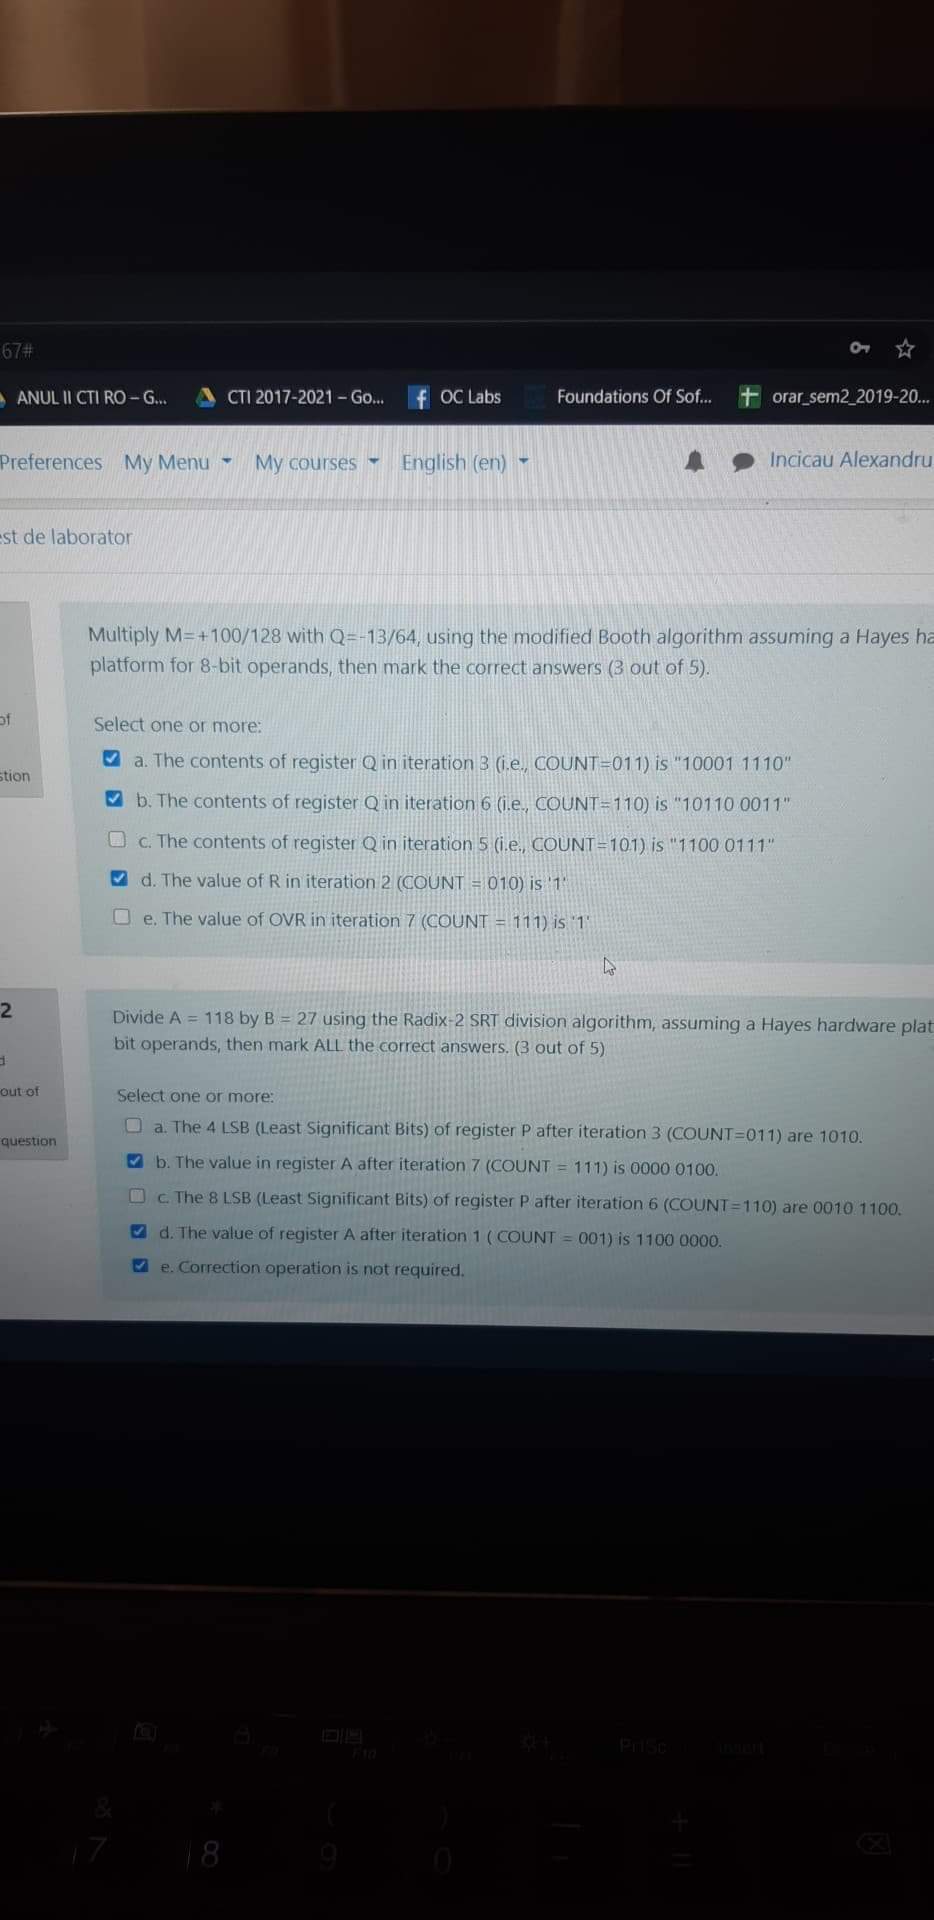 67#
ANUL II CTI RO – G...
CTI 2017-2021 – Go...
OC Labs
Foundations Of Sof...
orar_sem2_2019-20...
Preferences
My Menu
My courses
English (en)
Incicau Alexandru
est de laborator
of
stion
Multiply M=+100/128 with Q=-13/64, using the modified Booth algorithm assuming a Hayes ha
platform for 8-bit operands, then mark the correct answers (3 out of 5).
Select one or more:
a. The contents of register Q in iteration 3 (i.e., COUNT=011) is "10001 1110"
b. The contents of register Q in iteration 6 (i.e., COUNT=110) is "10110 0011"
c. The contents of register Q in iteration 5 (i.e., COUNT=101) is "1100 0111"
d. The value of R in iteration 2 (COUNT = 010) is '1'
e. The value of OVR in iteration 7 (COUNT = 111) is '1'
2
d
out of
question
Divide A = 118 by B = 27 using the Radix-2 SRT division algorithm, assuming a Hayes hardware plat
bit operands, then mark ALL the correct answers. (3 out of 5)
Select one or more:
a. The 4 LSB (Least Significant Bits) of register P after iteration 3 (COUNT=011) are 1010.
b. The value in register A after iteration 7 (COUNT = 111) is 0000 0100.
c. The 8 LSB (Least Significant Bits) of register P after iteration 6 (COUNT=110) are 0010 1100.
d. The value of register A after iteration 1 ( COUNT = 001) is 1100 0000.
e. Correction operation is not required.
F10
PrtSc
Insert
& * ( ) — +
7 8 9 0 - =